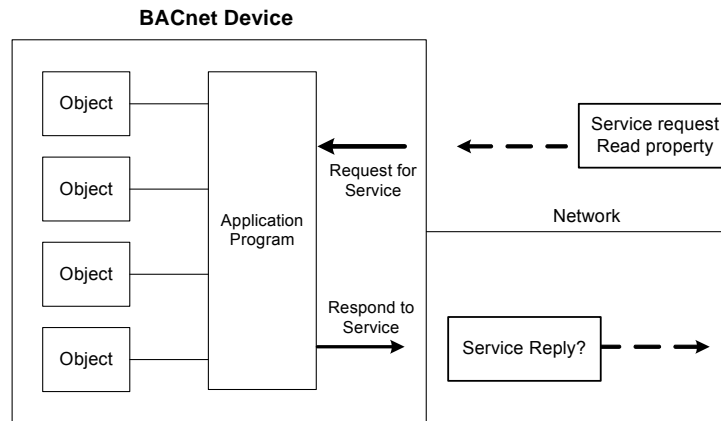 BACnet Device
Object
Object
Object
Object
Application
Program
Request for
Service
Respond to
Service
Service request
Read property
Network
Service Reply?